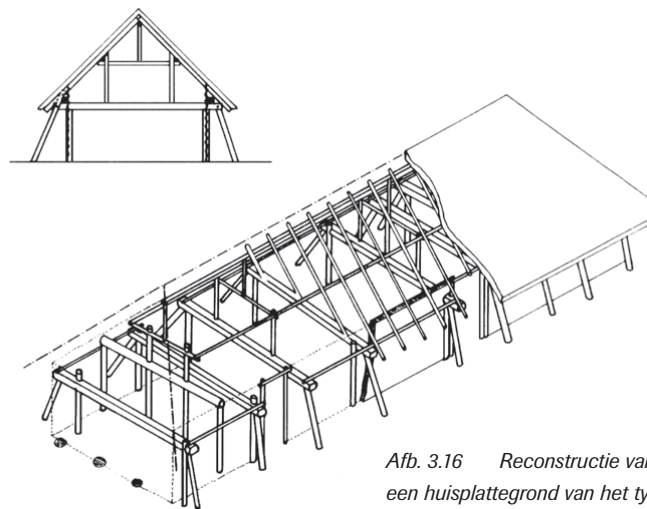 Afb. 3.16 Reconstructie va
een huisplattegrond van het ty